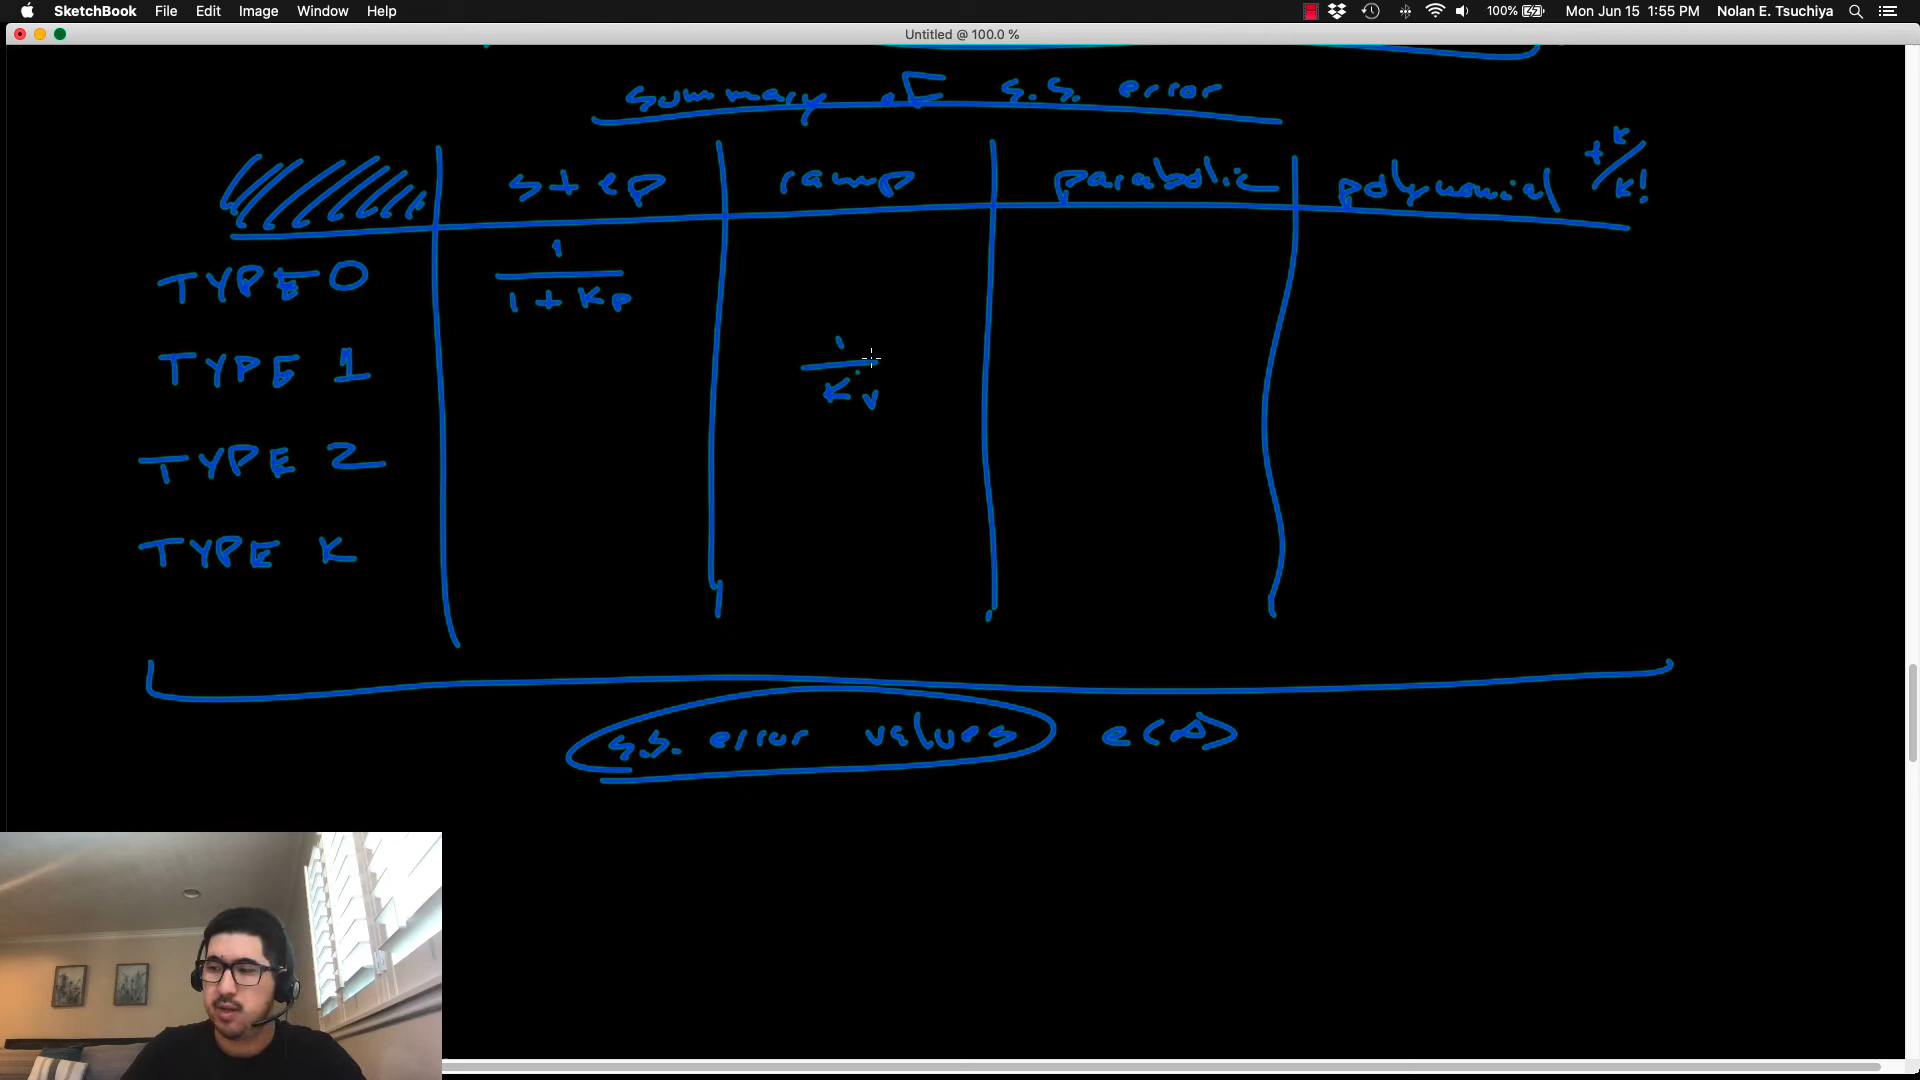 SketchBook File Edit Image Window Help 100% Mon Jun 15 1:55 PM Nolan E. Tsuchiya
Untitled @ 100.0 %
summary of s.s. error
step ramp parabolic polynomial t^k/k!
TYPE 0 1/(1 + Kp)
TYPE 1 1/Kv
TYPE 2
TYPE K
s.s. error values e(∞)